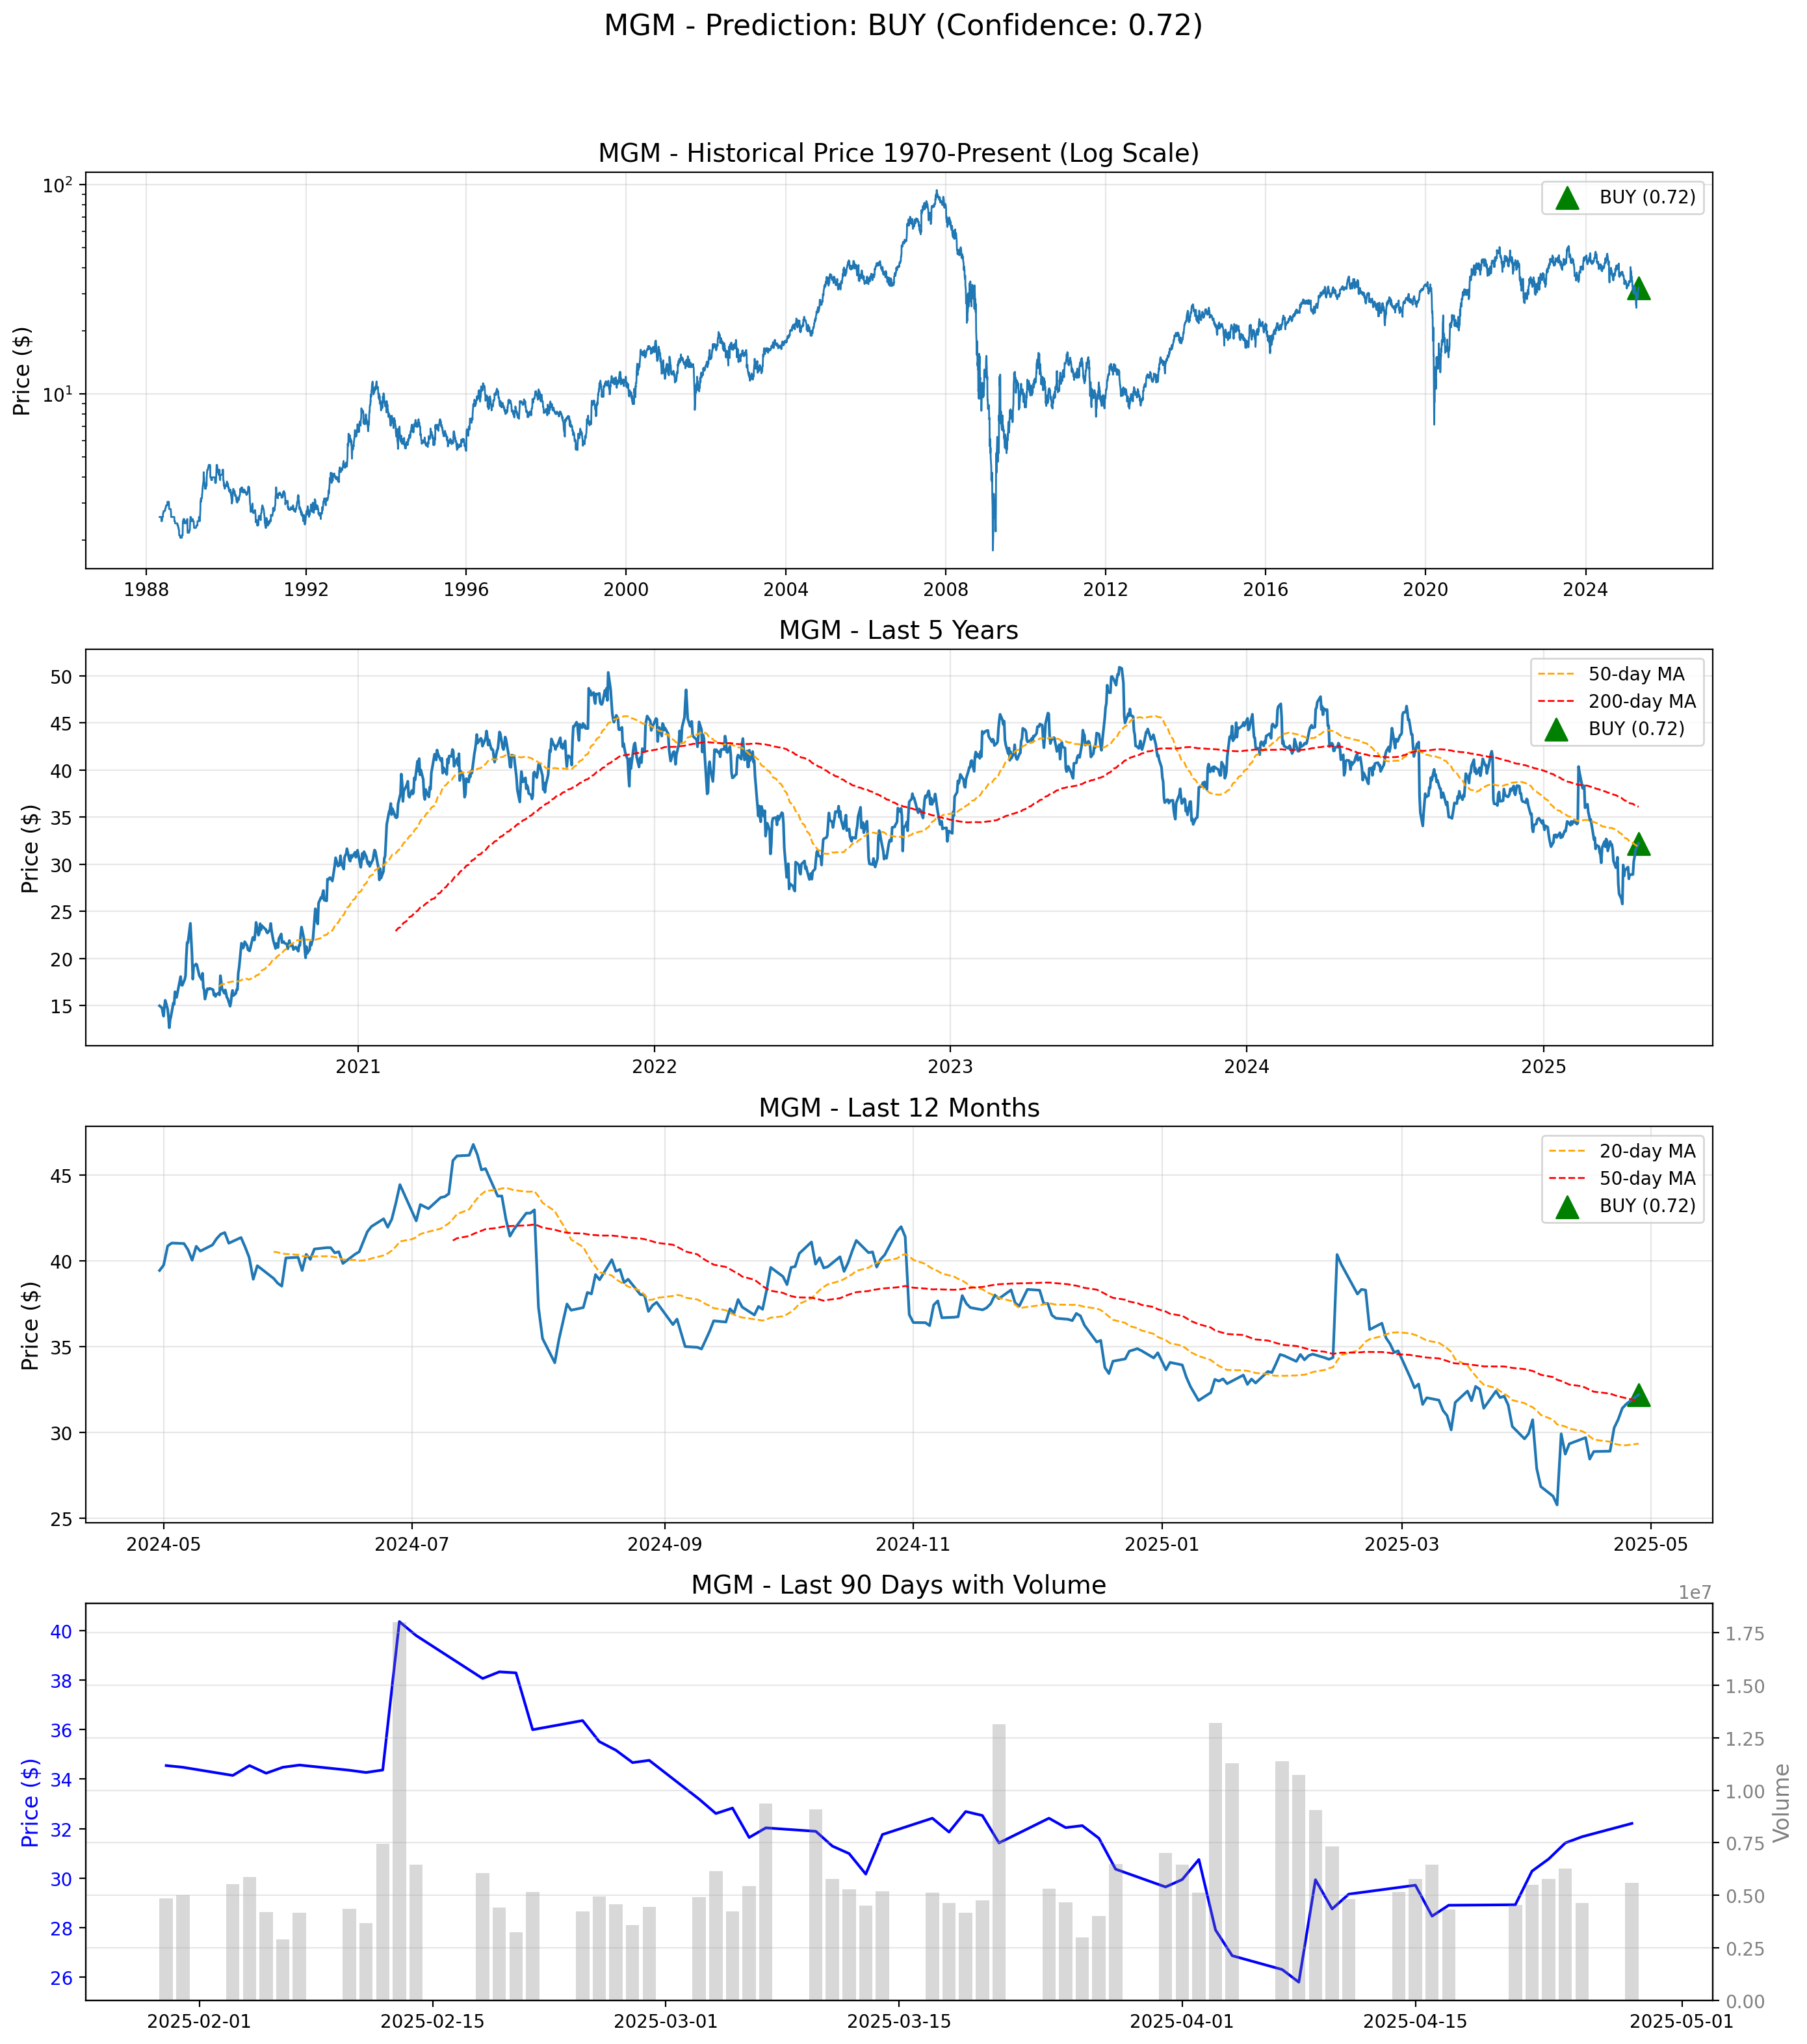 MGM - Prediction: BUY (Confidence: 0.72)
MGM - Historical Price 1970-Present (Log Scale)
Price ($)
10²
10¹
BUY (0.72)
1988 1992 1996 2000 2004 2008 2012 2016 2020 2024
MGM - Last 5 Years
Price ($)
50
45
40
35
30
25
20
15
50-day MA
200-day MA
BUY (0.72)
2021 2022 2023 2024 2025
MGM - Last 12 Months
Price ($)
45
40
35
30
25
20-day MA
50-day MA
BUY (0.72)
2024-05 2024-07 2024-09 2024-11 2025-01 2025-03 2025-05
MGM - Last 90 Days with Volume
1e7
Price ($)
40
38
36
34
32
30
28
26
1.75
1.50
1.25
1.00
0.75
0.50
0.25
0.00
Volume
2025-02-01 2025-02-15 2025-03-01 2025-03-15 2025-04-01 2025-04-15 2025-05-01